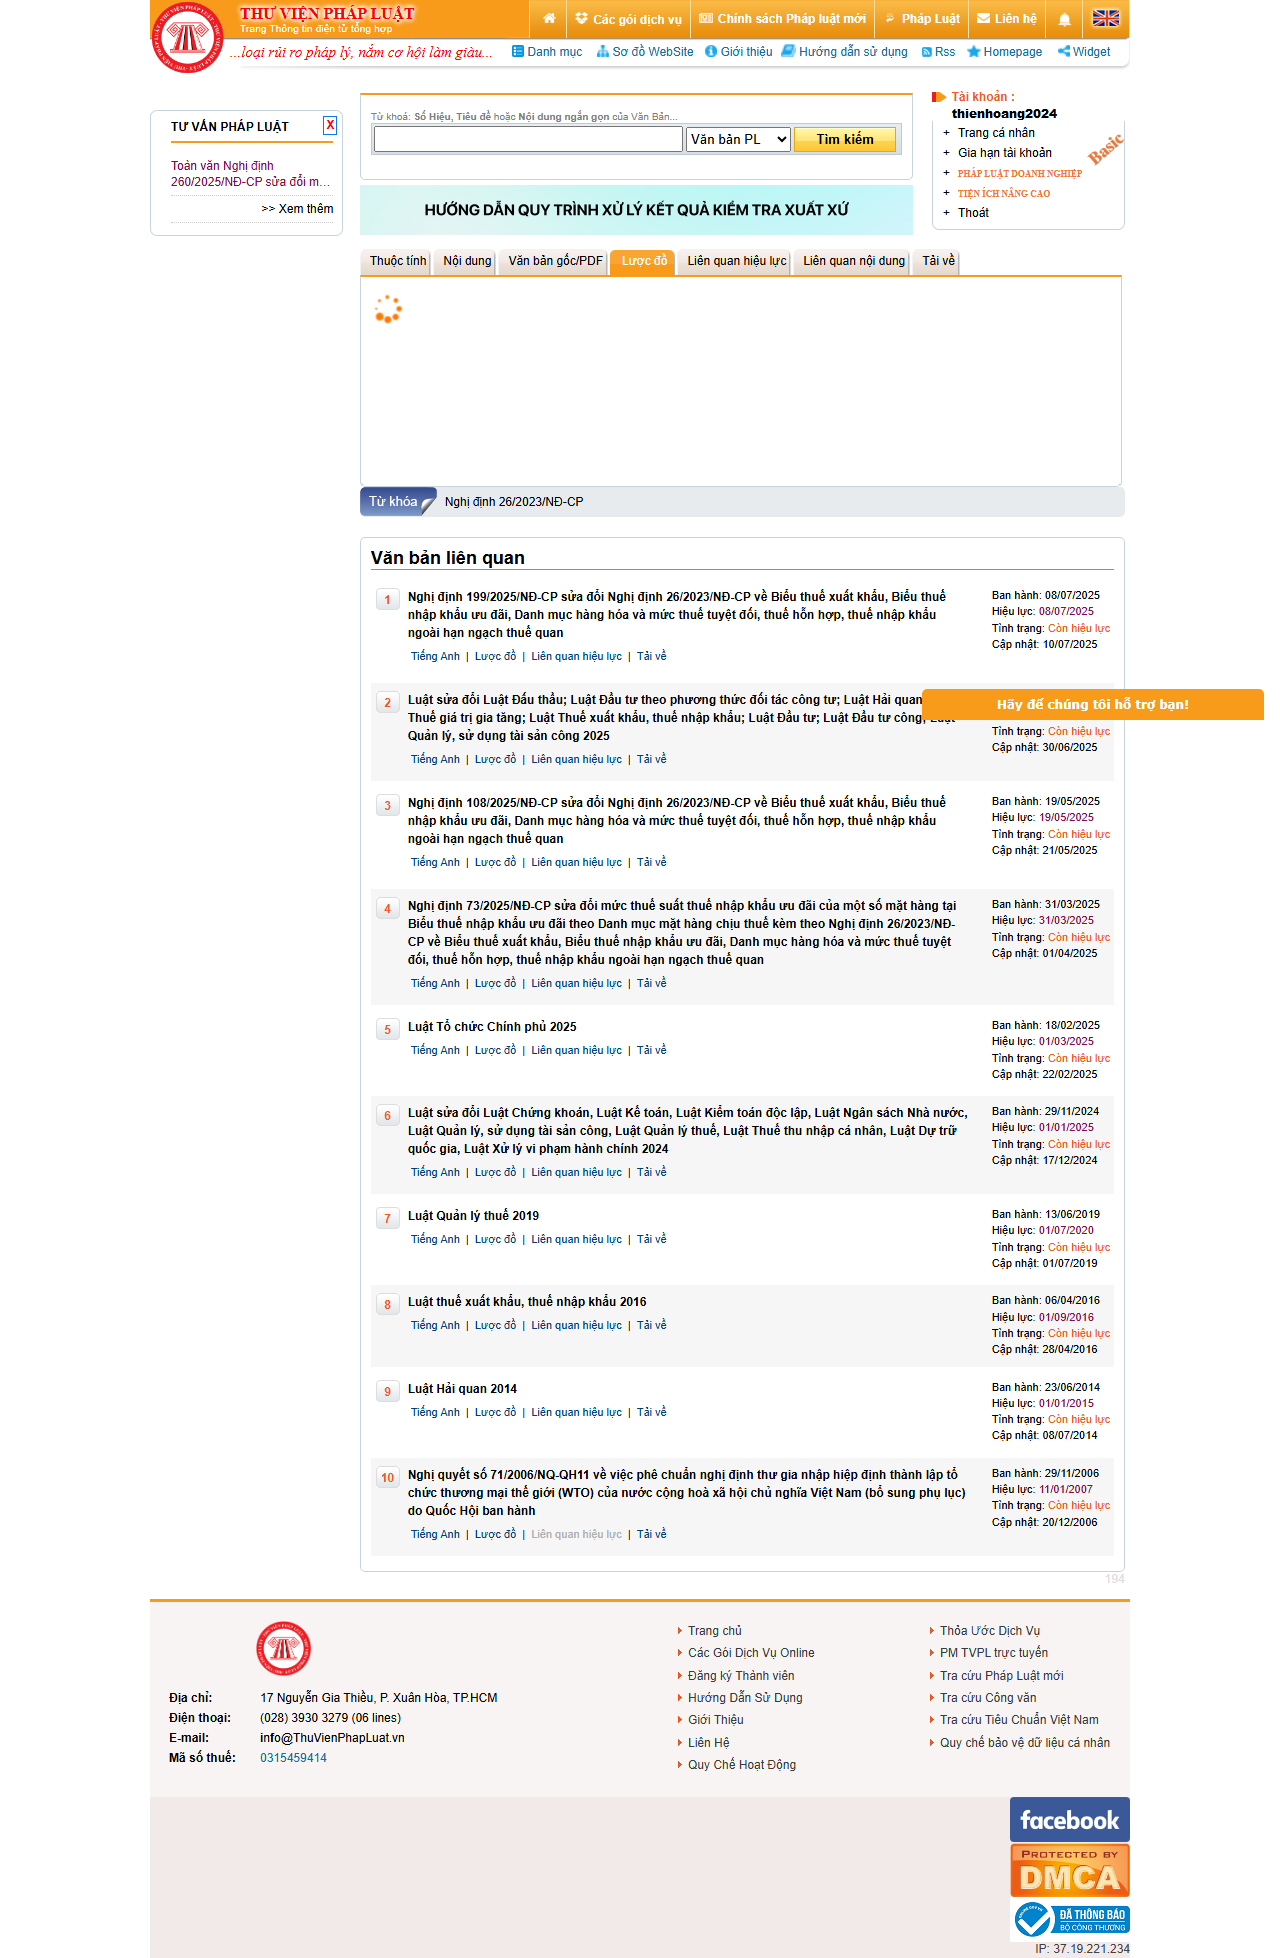 THƯ VIỆN PHÁP LUẬT
Trang Thông tin điện tử tổng hợp
Các gói dịch vụ
Chính sách Pháp luật mới
Pháp Luật
Liên hệ
...loại rủi ro pháp lý, nắm cơ hội làm giàu...
Danh mục
Sơ đồ WebSite
Giới thiệu
Hướng dẫn sử dụng
Rss
Homepage
Widget
TƯ VẤN PHÁP LUẬT
X
Toàn văn Nghị định
260/2025/NĐ-CP sửa đổi m...
>> Xem thêm
Từ khoá: Số Hiệu, Tiêu đề hoặc Nội dung ngắn gọn của Văn Bản...
Văn bản PL
Tìm kiếm
HƯỚNG DẪN QUY TRÌNH XỬ LÝ KẾT QUẢ KIỂM TRA XUẤT XỨ
Tài khoản :
thienhoang2024
+ Trang cá nhân
+ Gia hạn tài khoản
+ PHÁP LUẬT DOANH NGHIỆP
+ TIỆN ÍCH NÂNG CAO
+ Thoát
Basic
Thuộc tính
Nội dung
Văn bản gốc/PDF
Lược đồ
Liên quan hiệu lực
Liên quan nội dung
Tải về
Từ khóa
Nghị định 26/2023/NĐ-CP
Văn bản liên quan
1
Nghị định 199/2025/NĐ-CP sửa đổi Nghị định 26/2023/NĐ-CP về Biểu thuế xuất khẩu, Biểu thuế
nhập khẩu ưu đãi, Danh mục hàng hóa và mức thuế tuyệt đối, thuế hỗn hợp, thuế nhập khẩu
ngoài hạn ngạch thuế quan
Tiếng Anh | Lược đồ | Liên quan hiệu lực | Tải về
Ban hành: 08/07/2025
Hiệu lực: 08/07/2025
Tình trạng: Còn hiệu lực
Cập nhật: 10/07/2025
2
Luật sửa đổi Luật Đấu thầu; Luật Đầu tư theo phương thức đối tác công tư; Luật Hải quan
Thuế giá trị gia tăng; Luật Thuế xuất khẩu, thuế nhập khẩu; Luật Đầu tư; Luật Đầu tư công; Luật
Quản lý, sử dụng tài sản công 2025
Tiếng Anh | Lược đồ | Liên quan hiệu lực | Tải về
Hãy để chúng tôi hỗ trợ bạn!
Tình trạng: Còn hiệu lực
Cập nhật: 30/06/2025
3
Nghị định 108/2025/NĐ-CP sửa đổi Nghị định 26/2023/NĐ-CP về Biểu thuế xuất khẩu, Biểu thuế
nhập khẩu ưu đãi, Danh mục hàng hóa và mức thuế tuyệt đối, thuế hỗn hợp, thuế nhập khẩu
ngoài hạn ngạch thuế quan
Tiếng Anh | Lược đồ | Liên quan hiệu lực | Tải về
Ban hành: 19/05/2025
Hiệu lực: 19/05/2025
Tình trạng: Còn hiệu lực
Cập nhật: 21/05/2025
4
Nghị định 73/2025/NĐ-CP sửa đổi mức thuế suất thuế nhập khẩu ưu đãi của một số mặt hàng tại
Biểu thuế nhập khẩu ưu đãi theo Danh mục mặt hàng chịu thuế kèm theo Nghị định 26/2023/NĐ-
CP về Biểu thuế xuất khẩu, Biểu thuế nhập khẩu ưu đãi, Danh mục hàng hóa và mức thuế tuyệt
đối, thuế hỗn hợp, thuế nhập khẩu ngoài hạn ngạch thuế quan
Tiếng Anh | Lược đồ | Liên quan hiệu lực | Tải về
Ban hành: 31/03/2025
Hiệu lực: 31/03/2025
Tình trạng: Còn hiệu lực
Cập nhật: 01/04/2025
5
Luật Tổ chức Chính phủ 2025
Tiếng Anh | Lược đồ | Liên quan hiệu lực | Tải về
Ban hành: 18/02/2025
Hiệu lực: 01/03/2025
Tình trạng: Còn hiệu lực
Cập nhật: 22/02/2025
6
Luật sửa đổi Luật Chứng khoán, Luật Kế toán, Luật Kiểm toán độc lập, Luật Ngân sách Nhà nước,
Luật Quản lý, sử dụng tài sản công, Luật Quản lý thuế, Luật Thuế thu nhập cá nhân, Luật Dự trữ
quốc gia, Luật Xử lý vi phạm hành chính 2024
Tiếng Anh | Lược đồ | Liên quan hiệu lực | Tải về
Ban hành: 29/11/2024
Hiệu lực: 01/01/2025
Tình trạng: Còn hiệu lực
Cập nhật: 17/12/2024
7
Luật Quản lý thuế 2019
Tiếng Anh | Lược đồ | Liên quan hiệu lực | Tải về
Ban hành: 13/06/2019
Hiệu lực: 01/07/2020
Tình trạng: Còn hiệu lực
Cập nhật: 01/07/2019
8
Luật thuế xuất khẩu, thuế nhập khẩu 2016
Tiếng Anh | Lược đồ | Liên quan hiệu lực | Tải về
Ban hành: 06/04/2016
Hiệu lực: 01/09/2016
Tình trạng: Còn hiệu lực
Cập nhật: 28/04/2016
9
Luật Hải quan 2014
Tiếng Anh | Lược đồ | Liên quan hiệu lực | Tải về
Ban hành: 23/06/2014
Hiệu lực: 01/01/2015
Tình trạng: Còn hiệu lực
Cập nhật: 08/07/2014
10
Nghị quyết số 71/2006/NQ-QH11 về việc phê chuẩn nghị định thư gia nhập hiệp định thành lập tổ
chức thương mại thế giới (WTO) của nước cộng hoà xã hội chủ nghĩa Việt Nam (bổ sung phụ lục)
do Quốc Hội ban hành
Tiếng Anh | Lược đồ | Liên quan hiệu lực | Tải về
Ban hành: 29/11/2006
Hiệu lực: 11/01/2007
Tình trạng: Còn hiệu lực
Cập nhật: 20/12/2006
194
Địa chỉ: 17 Nguyễn Gia Thiều, P. Xuân Hòa, TP.HCM
Điện thoại: (028) 3930 3279 (06 lines)
E-mail: info@ThuVienPhapLuat.vn
Mã số thuế: 0315459414
Trang chủ
Các Gói Dịch Vụ Online
Đăng ký Thành viên
Hướng Dẫn Sử Dụng
Giới Thiệu
Liên Hệ
Quy Chế Hoạt Động
Thỏa Ước Dịch Vụ
PM TVPL trực tuyến
Tra cứu Pháp Luật mới
Tra cứu Công văn
Tra cứu Tiêu Chuẩn Việt Nam
Quy chế bảo vệ dữ liệu cá nhân
facebook
PROTECTED BY
DMCA
ĐÃ THÔNG BÁO
BỘ CÔNG THƯƠNG
IP: 37.19.221.234